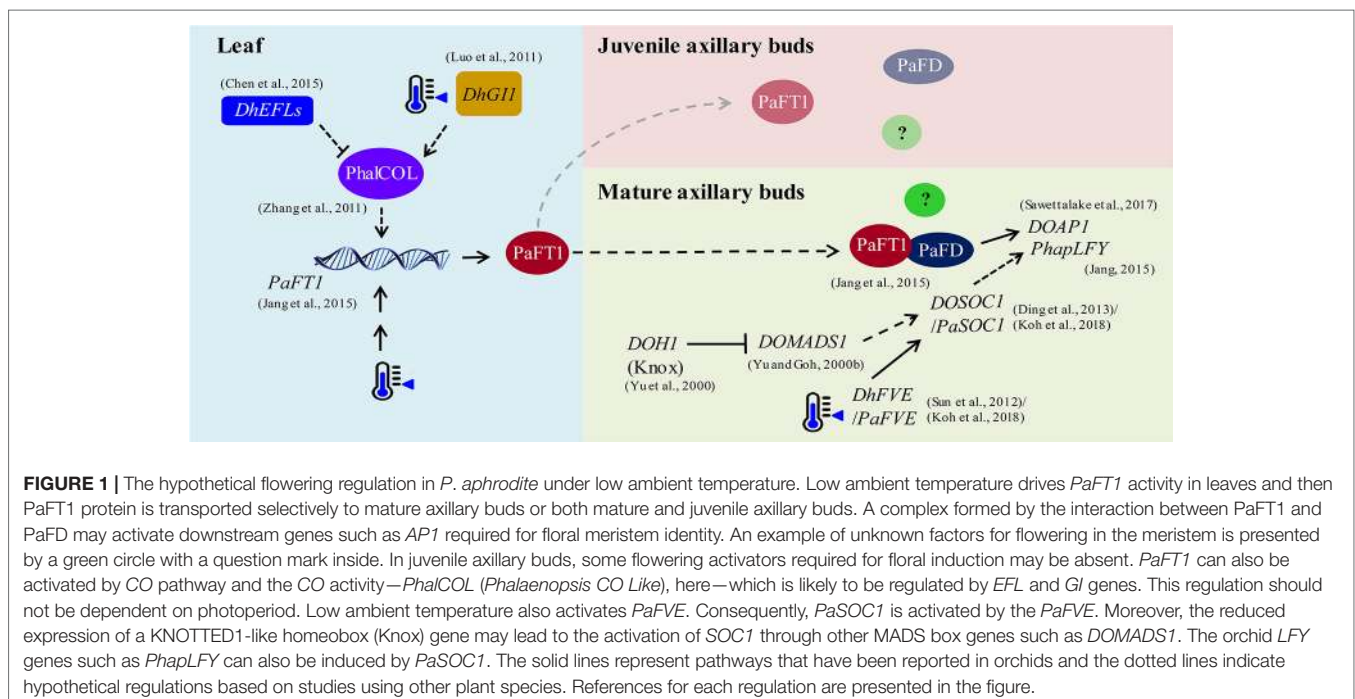 Leaf
(Luo et al., 2011)
(Chen et al., 2015)
DhEFLs
DhGI1
PhalCOL
(Zhang et al., 2011)
PaFT1
(Jang et al., 2015)
PaFT1
Juvenile axillary buds
PaFD
PaFT1
?
Mature axillary buds
?
(Sawettalake et al., 2017)
DOAP1
PhapLFY
(Jang, 2015)
PaFT1
PaFD
(Jang et al., 2015)
DOSOC1
/PaSOC1
(Ding et al., 2013)/
(Koh et al., 2018)
DOH1
(Knox)
(Yu et al., 2000)
DOMADS1
(Yu and Goh, 2000b)
DhFVE
/PaFVE
(Sun et al., 2012)/
(Koh et al., 2018)
FIGURE 1 | The hypothetical flowering regulation in P. aphrodite under low ambient temperature. Low ambient temperature drives PaFT1 activity in leaves and then
PaFT1 protein is transported selectively to mature axillary buds or both mature and juvenile axillary buds. A complex formed by the interaction between PaFT1 and
PaFD may activate downstream genes such as AP1 required for floral meristem identity. An example of unknown factors for flowering in the meristem is presented
by a green circle with a question mark inside. In juvenile axillary buds, some flowering activators required for floral induction may be absent. PaFT1 can also be
activated by CO pathway and the CO activity—PhalCOL (Phalaenopsis CO Like), here—which is likely to be regulated by EFL and GI genes. This regulation should
not be dependent on photoperiod. Low ambient temperature also activates PaFVE. Consequently, PaSOC1 is activated by the PaFVE. Moreover, the reduced
expression of a KNOTTED1-like homeobox (Knox) gene may lead to the activation of SOC1 through other MADS box genes such as DOMADS1. The orchid LFY
genes such as PhapLFY can also be induced by PaSOC1. The solid lines represent pathways that have been reported in orchids and the dotted lines indicate
hypothetical regulations based on studies using other plant species. References for each regulation are presented in the figure.